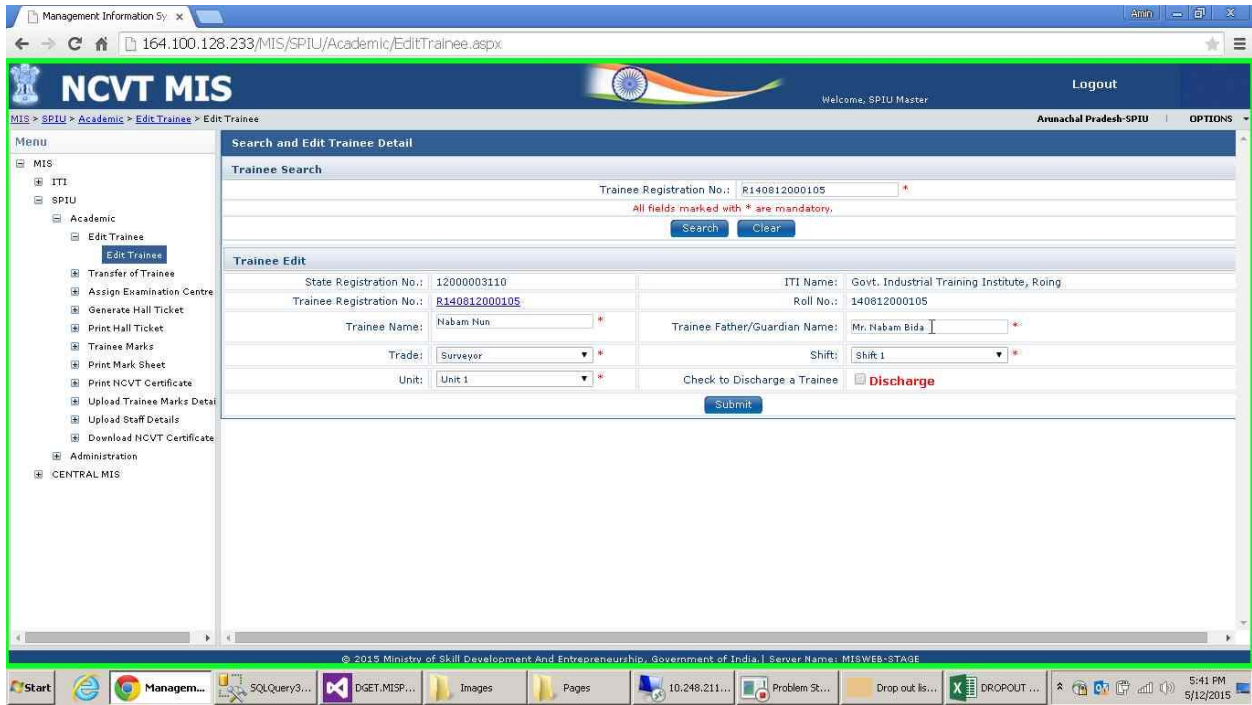 Management Information Sy
Amin
164.100.128.233/MIS/SPIU/Academic/EditTrainee.aspx
NCVT MIS
Welcome, SPIU Master
Logout
MIS > SPIU > Academic > Edit Trainee > Edit Trainee
Arunachal Pradesh-SPIU | OPTIONS
Menu
MIS
ITI
SPIU
Academic
Edit Trainee
Edit Trainee
Transfer of Trainee
Assign Examination Centre
Generate Hall Ticket
Print Hall Ticket
Trainee Marks
Print Mark Sheet
Print NCVT Certificate
Upload Trainee Marks Detai
Upload Staff Details
Download NCVT Certificate
Administration
CENTRAL MIS
Search and Edit Trainee Detail
Trainee Search
Trainee Registration No.: R140812000105 *
All fields marked with * are mandatory.
Search Clear
Trainee Edit
State Registration No.: 12000003110 ITI Name: Govt. Industrial Training Institute, Roing
Trainee Registration No.: R140812000105 Roll No.: 140812000105
Trainee Name: Nabam Nun * Trainee Father/Guardian Name: Mr. Nabam Bida *
Trade: Surveyor * Shift: Shift 1 *
Unit: Unit 1 * Check to Discharge a Trainee Discharge
Submit
© 2015 Ministry of Skill Development And Entrepreneurship, Government of India.| Server Name: MISWEB-STAGE
Start Managem... SQLQuery3... DGET.MISP... Images Pages 10.248.211... Problem St... Drop out lis... DROPOUT ... 5:41 PM
5/12/2015